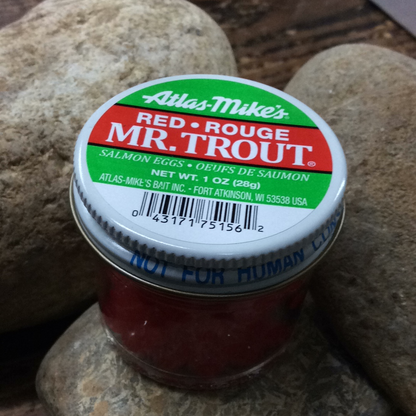 Atlas-Mike's
RED • ROUGE
MR. TROUT®
SALMON EGGS • OEUFS DE SAUMON
NET WT. 1 OZ (28g)
ATLAS-MIKE'S BAIT INC. - FORT ATKINSON, WI 53538 USA
0 43171 75156 2
NOT FOR HUMAN